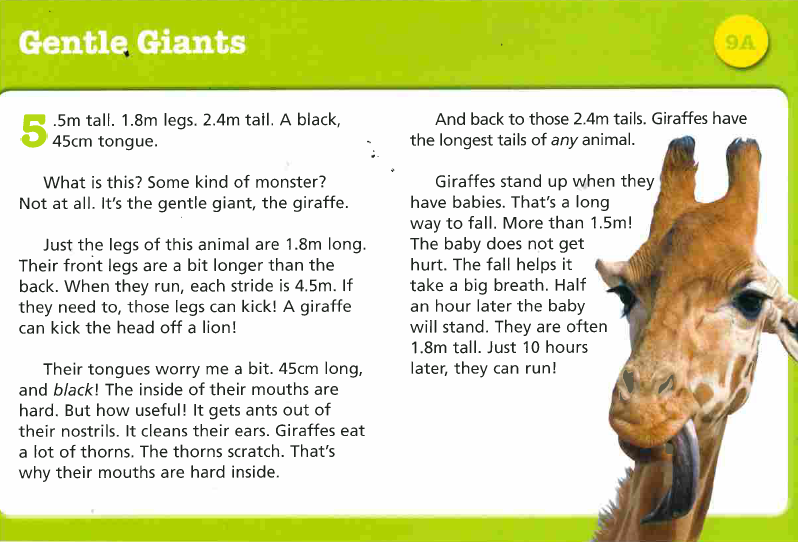 Gentle Giants
9A
5.5m tall. 1.8m legs. 2.4m tail. A black,
45cm tongue.
What is this? Some kind of monster?
Not at all. It's the gentle giant, the giraffe.
Just the legs of this animal are 1.8m long.
Their front legs are a bit longer than the
back. When they run, each stride is 4.5m. If
they need to, those legs can kick! A giraffe
can kick the head off a lion!
Their tongues worry me a bit. 45cm long,
and black! The inside of their mouths are
hard. But how useful! It gets ants out of
their nostrils. It cleans their ears. Giraffes eat
a lot of thorns. The thorns scratch. That's
why their mouths are hard inside.
And back to those 2.4m tails. Giraffes have
the longest tails of any animal.
Giraffes stand up when they
have babies. That's a long
way to fall. More than 1.5m!
The baby does not get
hurt. The fall helps it
take a big breath. Half
an hour later the baby
will stand. They are often
1.8m tall. Just 10 hours
later, they can run!